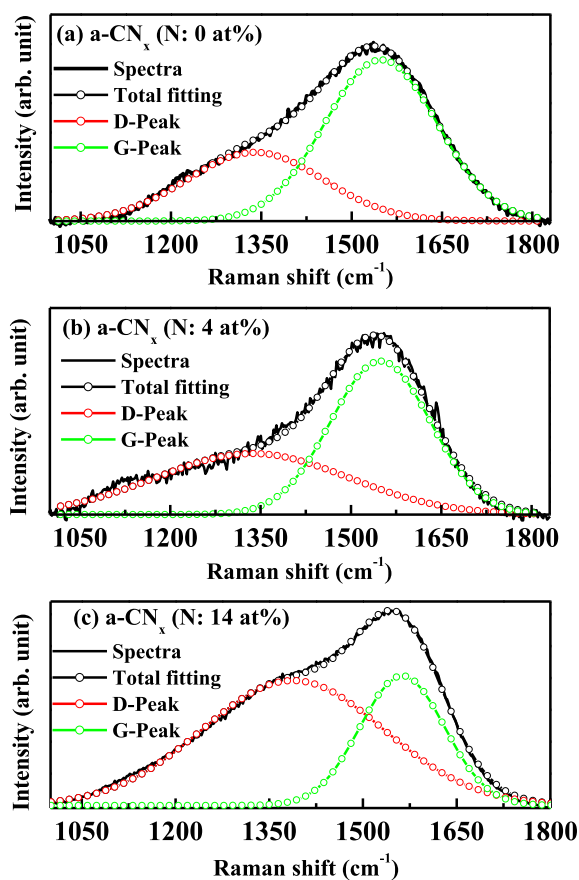 (a) a-CNₓ (N: 0 at%)
Spectra
Total fitting
D-Peak
G-Peak
Intensity (arb. unit)
1050 1200 1350 1500 1650 1800
Raman shift (cm⁻¹)
(b) a-CNₓ (N: 4 at%)
Spectra
Total fitting
D-Peak
G-Peak
Intensity (arb. unit)
1050 1200 1350 1500 1650 1800
Raman shift (cm⁻¹)
(c) a-CNₓ (N: 14 at%)
Spectra
Total fitting
D-Peak
G-Peak
Intensity (arb. unit)
1050 1200 1350 1500 1650 1800
Raman shift (cm⁻¹)